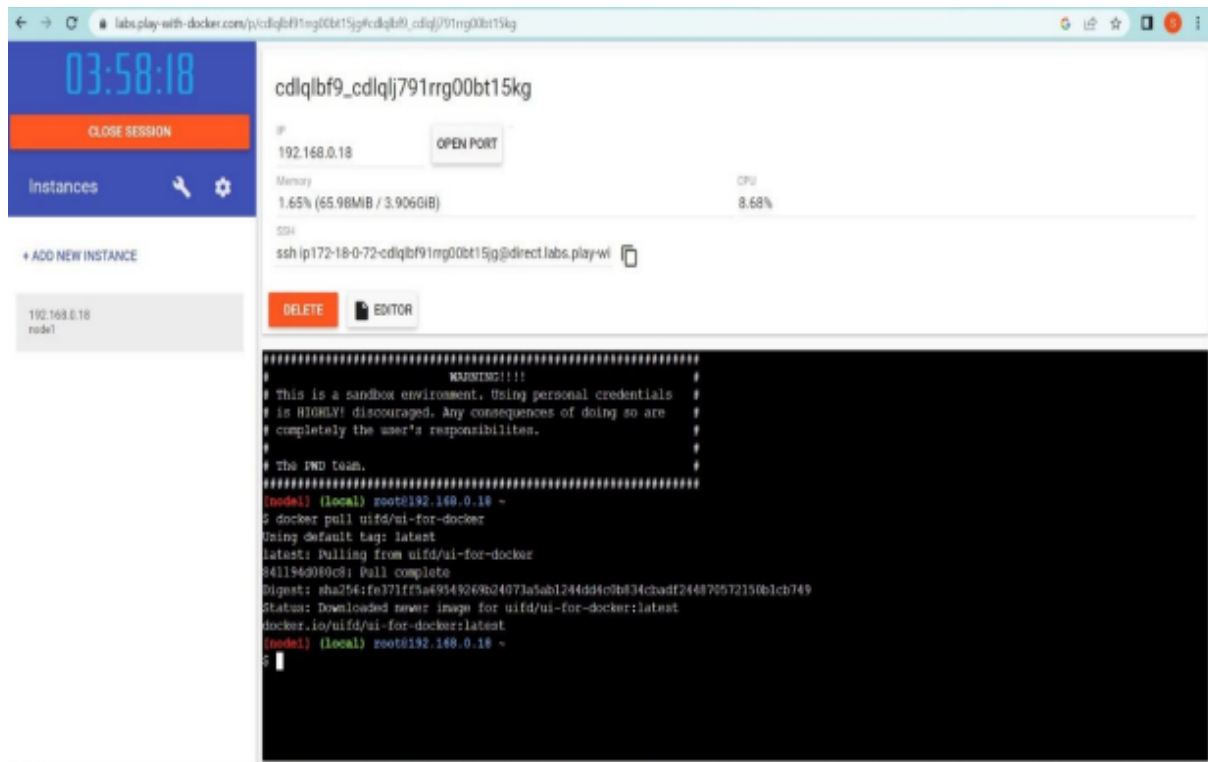 labs.play-with-docker.com/p/
S
03:58:18
CLOSE SESSION
Instances
+ ADD NEW INSTANCE
192.168.0.18
node1
cdlqlbf9_cdlqlj791rrg00bt15kg
IP
192.168.0.18
OPEN PORT
Memory
1.65% (65.98MiB / 3.906GiB)
CPU
8.68%
SSH
ssh ip172-18-0-72-cdlqlbf91rrg00bt15jg@direct.labs.play-wi
DELETE
EDITOR
################################################################
# WARNING!!!! #
# This is a sandbox environment. Using personal credentials #
# is HIGHLY! discouraged. Any consequences of doing so are #
# completely the user's responsibilites. #
# #
# The PWD team. #
################################################################
[node1] (local) root@192.168.0.18 ~
$ docker pull uifd/ui-for-docker
Using default tag: latest
latest: Pulling from uifd/ui-for-docker
841194d080c8: Pull complete
Digest: sha256:fe371ff5a69549269b24073a5ab1244dd4c0b834cbadf244870572150b1cb749
Status: Downloaded newer image for uifd/ui-for-docker:latest
docker.io/uifd/ui-for-docker:latest
[node1] (local) root@192.168.0.18 ~
$